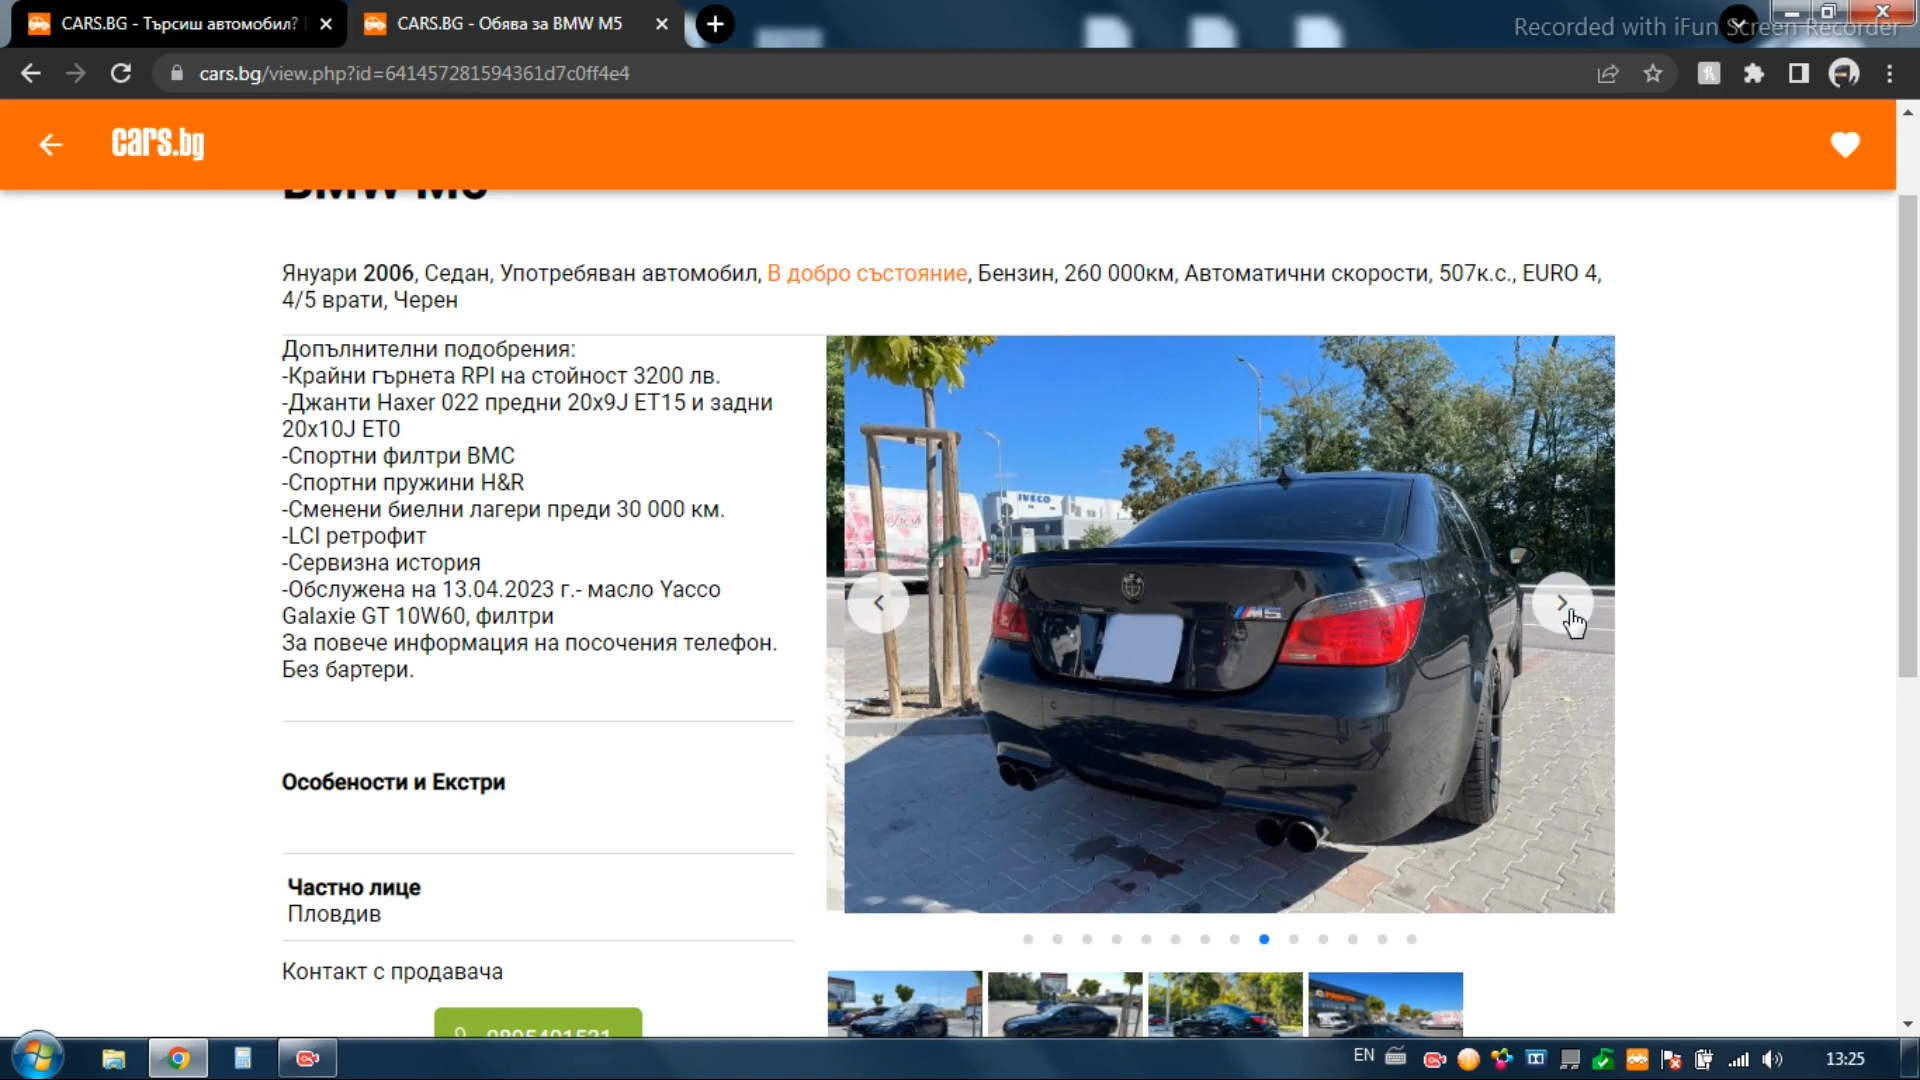 CARS.BG - Търсиш автомобил?
CARS.BG - Обява за BMW M5
Recorded with iFun Screen Recorder
cars.bg/view.php?id=641457281594361d7c0ff4e4
cars.bg
BMW M5
Януари 2006, Седан, Употребяван автомобил, В добро състояние, Бензин, 260 000км, Автоматични скорости, 507к.с., EURO 4,
4/5 врати, Черен
Допълнителни подобрения:
-Крайни гърнета RPI на стойност 3200 лв.
-Джанти Haxer 022 предни 20x9J ET15 и задни
20x10J ET0
-Спортни филтри BMC
-Спортни пружини H&R
-Сменени биелни лагери преди 30 000 км.
-LCI ретрофит
-Сервизна история
-Обслужена на 13.04.2023 г.- масло Yacco
Galaxie GT 10W60, филтри
За повече информация на посочения телефон.
Без бартери.
IVECO
M5
Особености и Екстри
Частно лице
Пловдив
Контакт с продавача
EN
13:25